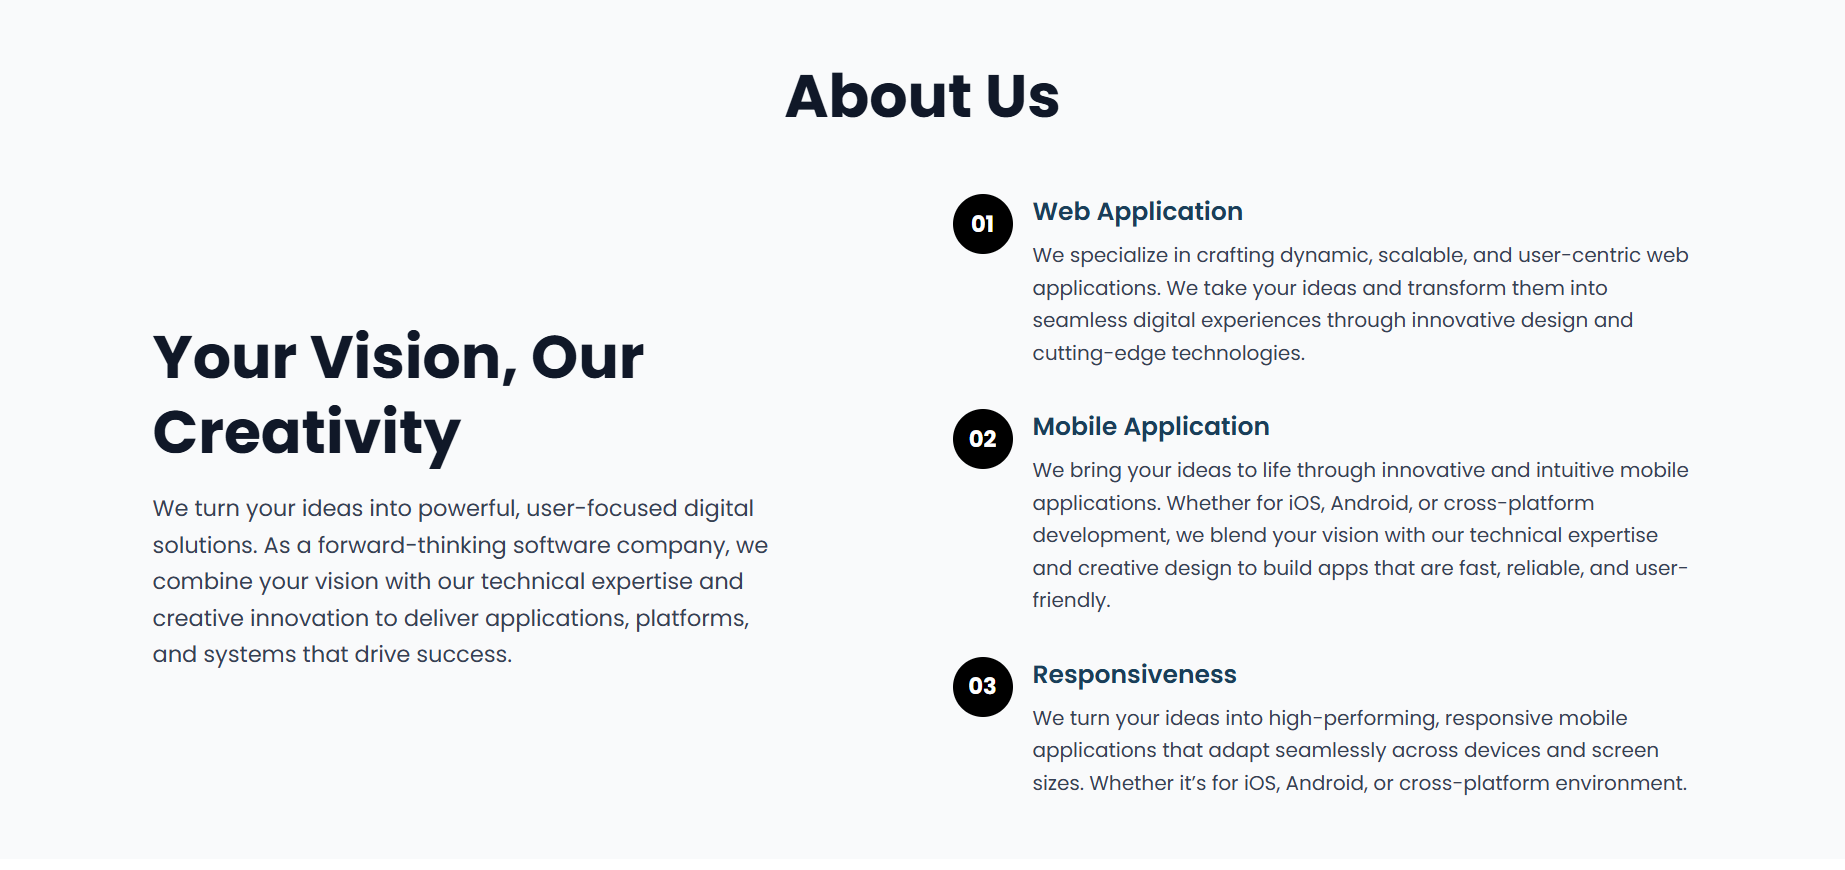 About Us
Your Vision, Our
Creativity
We turn your ideas into powerful, user-focused digital
solutions. As a forward-thinking software company, we
combine your vision with our technical expertise and
creative innovation to deliver applications, platforms,
and systems that drive success.
01
Web Application
We specialize in crafting dynamic, scalable, and user-centric web
applications. We take your ideas and transform them into
seamless digital experiences through innovative design and
cutting-edge technologies.
02
Mobile Application
We bring your ideas to life through innovative and intuitive mobile
applications. Whether for iOS, Android, or cross-platform
development, we blend your vision with our technical expertise
and creative design to build apps that are fast, reliable, and user-
friendly.
03
Responsiveness
We turn your ideas into high-performing, responsive mobile
applications that adapt seamlessly across devices and screen
sizes. Whether it’s for iOS, Android, or cross-platform environment.